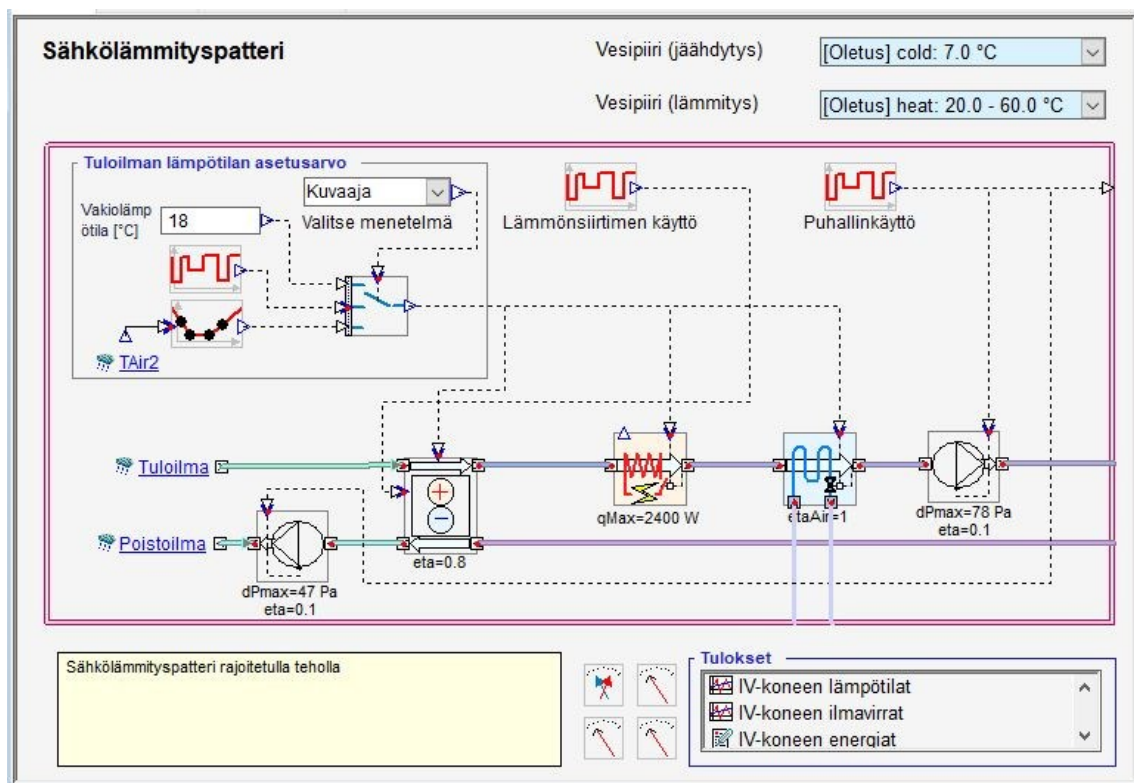 Sähkölämmityspatteri
Vesipiiri (jäähdytys)
[Oletus] cold: 7.0 °C
Vesipiiri (lämmitys)
[Oletus] heat: 20.0 - 60.0 °C
Tuloilman lämpötilan asetusarvo
Kuvaaja
Valitse menetelmä
Vakiolämp
ötila [°C]
18
TAir2
Lämmönsiirtimen käyttö
Puhallinkäyttö
Tuloilma
qMax=2400 W
etaAir=1
dPmax=78 Pa
eta=0.1
Poistoilma
eta=0.8
dPmax=47 Pa
eta=0.1
Sähkölämmityspatteri rajoitetulla teholla
Tulokset
IV-koneen lämpötilat
IV-koneen ilmavirrat
IV-koneen energiat